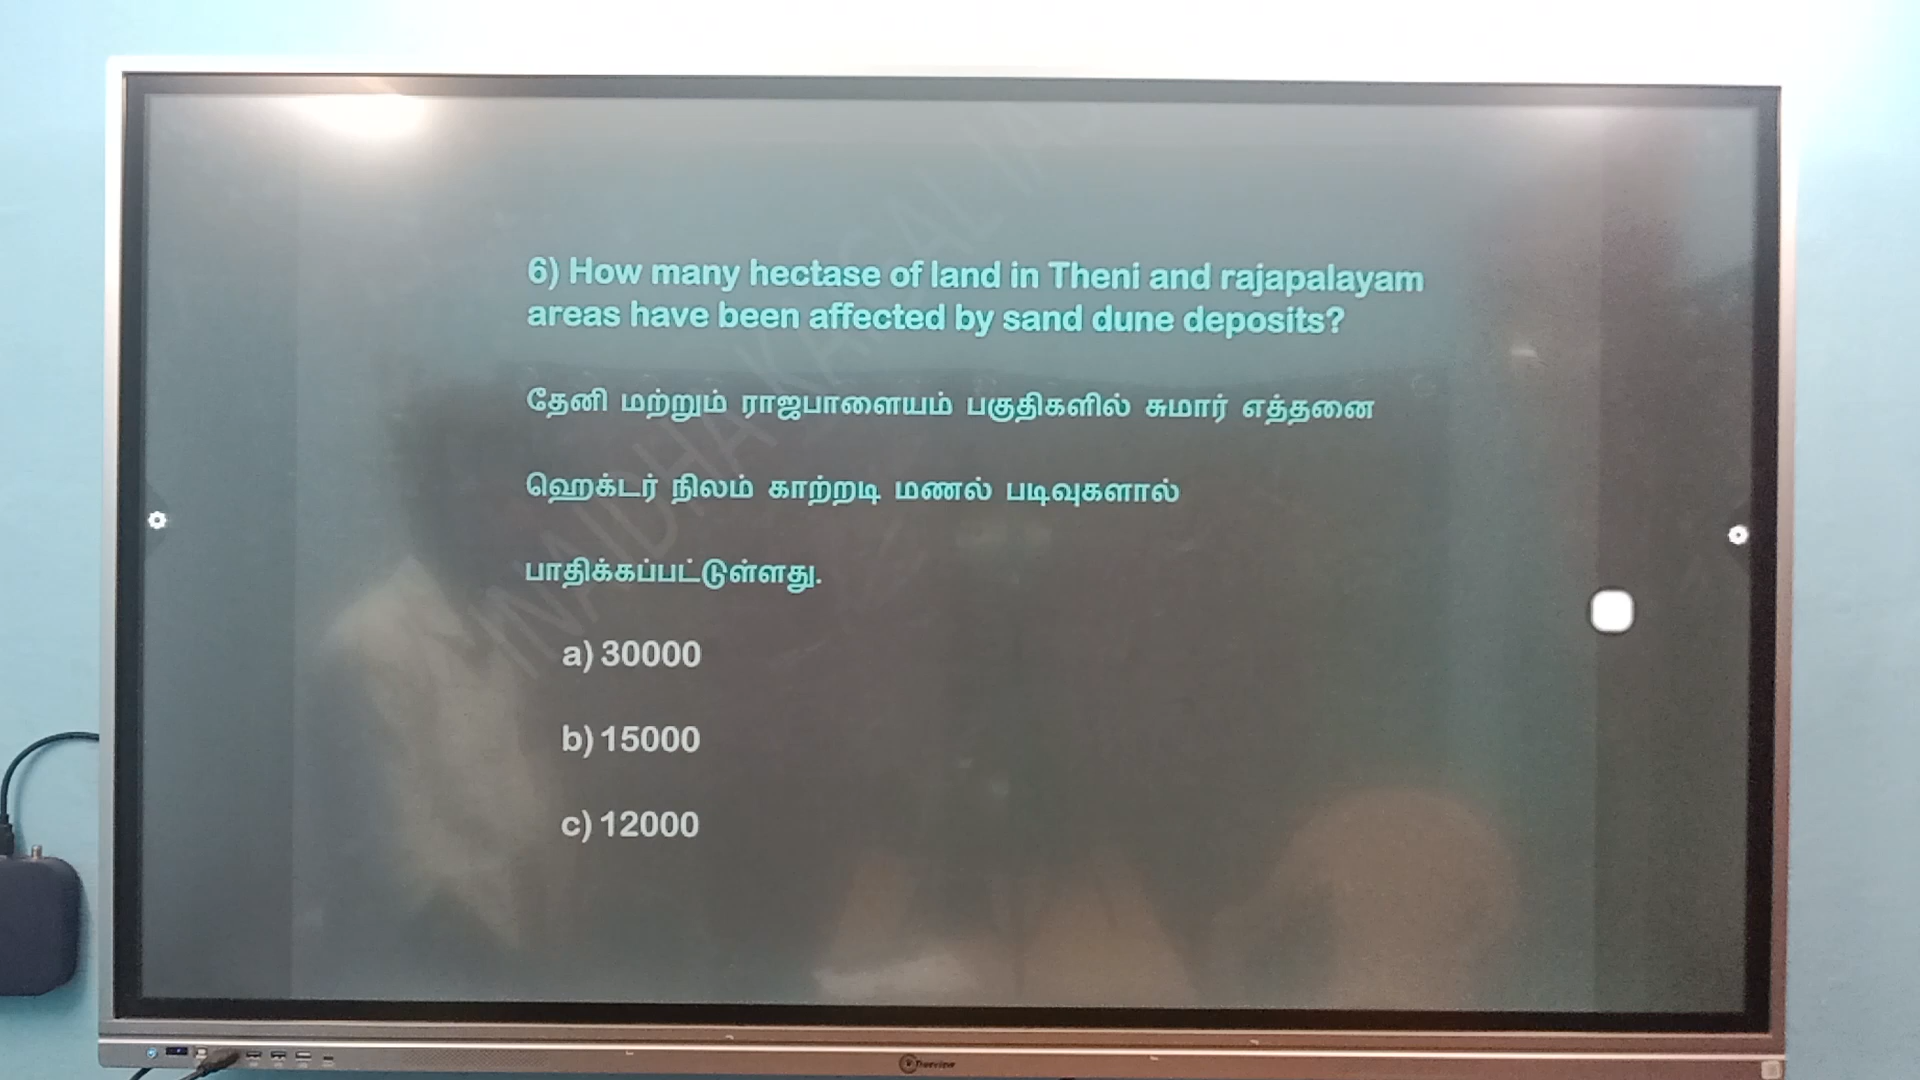 6) How many hectase of land in Theni and rajapalayam
areas have been affected by sand dune deposits?
தேனி மற்றும் ராஜபாளையம் பகுதிகளில் சுமார் எத்தனை
ஹெக்டர் நிலம் காற்றடி மணல் படிவுகளால்
பாதிக்கப்பட்டுள்ளது.
a) 30000
b) 15000
c) 12000